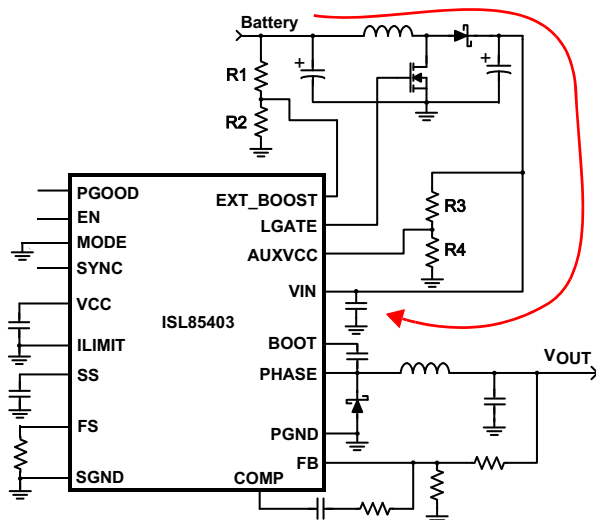 Battery
+
+
R1
R2
PGOOD
EN
MODE
SYNC
VCC
ILIMIT
SS
FS
SGND
ISL85403
EXT_BOOST
LGATE
AUXVCC
VIN
BOOT
PHASE
PGND
FB
COMP
R3
R4
VOUT